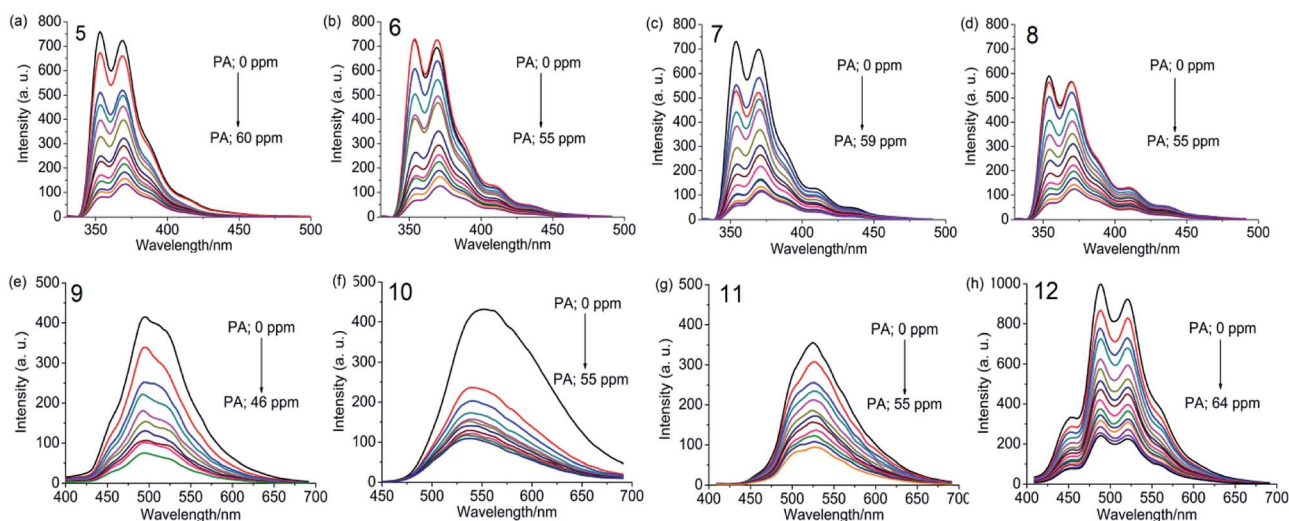 (a)
5
800
700
600
500
400
300
200
100
0
350 400 450 500
Intensity (a. u.)
Wavelength/nm
PA; 0 ppm
PA; 60 ppm
(b)
6
800
700
600
500
400
300
200
100
0
350 400 450 500
Intensity (a. u.)
Wavelength/nm
PA; 0 ppm
PA; 55 ppm
(c)
7
800
700
600
500
400
300
200
100
0
350 400 450 500
Intensity (a. u.)
Wavelength/nm
PA; 0 ppm
PA; 59 ppm
(d)
8
800
700
600
500
400
300
200
100
0
350 400 450 500
Intensity (a. u.)
Wavelength/nm
PA; 0 ppm
PA; 55 ppm
(e)
9
500
400
300
200
100
0
400 450 500 550 600 650 700
Intensity (a. u.)
Wavelength/nm
PA; 0 ppm
PA; 46 ppm
(f)
10
500
400
300
200
100
0
450 500 550 600 650 700
Intensity (a. u.)
Wavelength/nm
PA; 0 ppm
PA; 55 ppm
(g)
11
500
400
300
200
100
0
400 450 500 550 600 650 700
Intensity (a. u.)
Wavelength/nm
PA; 0 ppm
PA; 55 ppm
(h)
12
1000
800
600
400
200
0
400 450 500 550 600 650 700
Intensity (a. u.)
Wavelength/nm
PA; 0 ppm
PA; 64 ppm